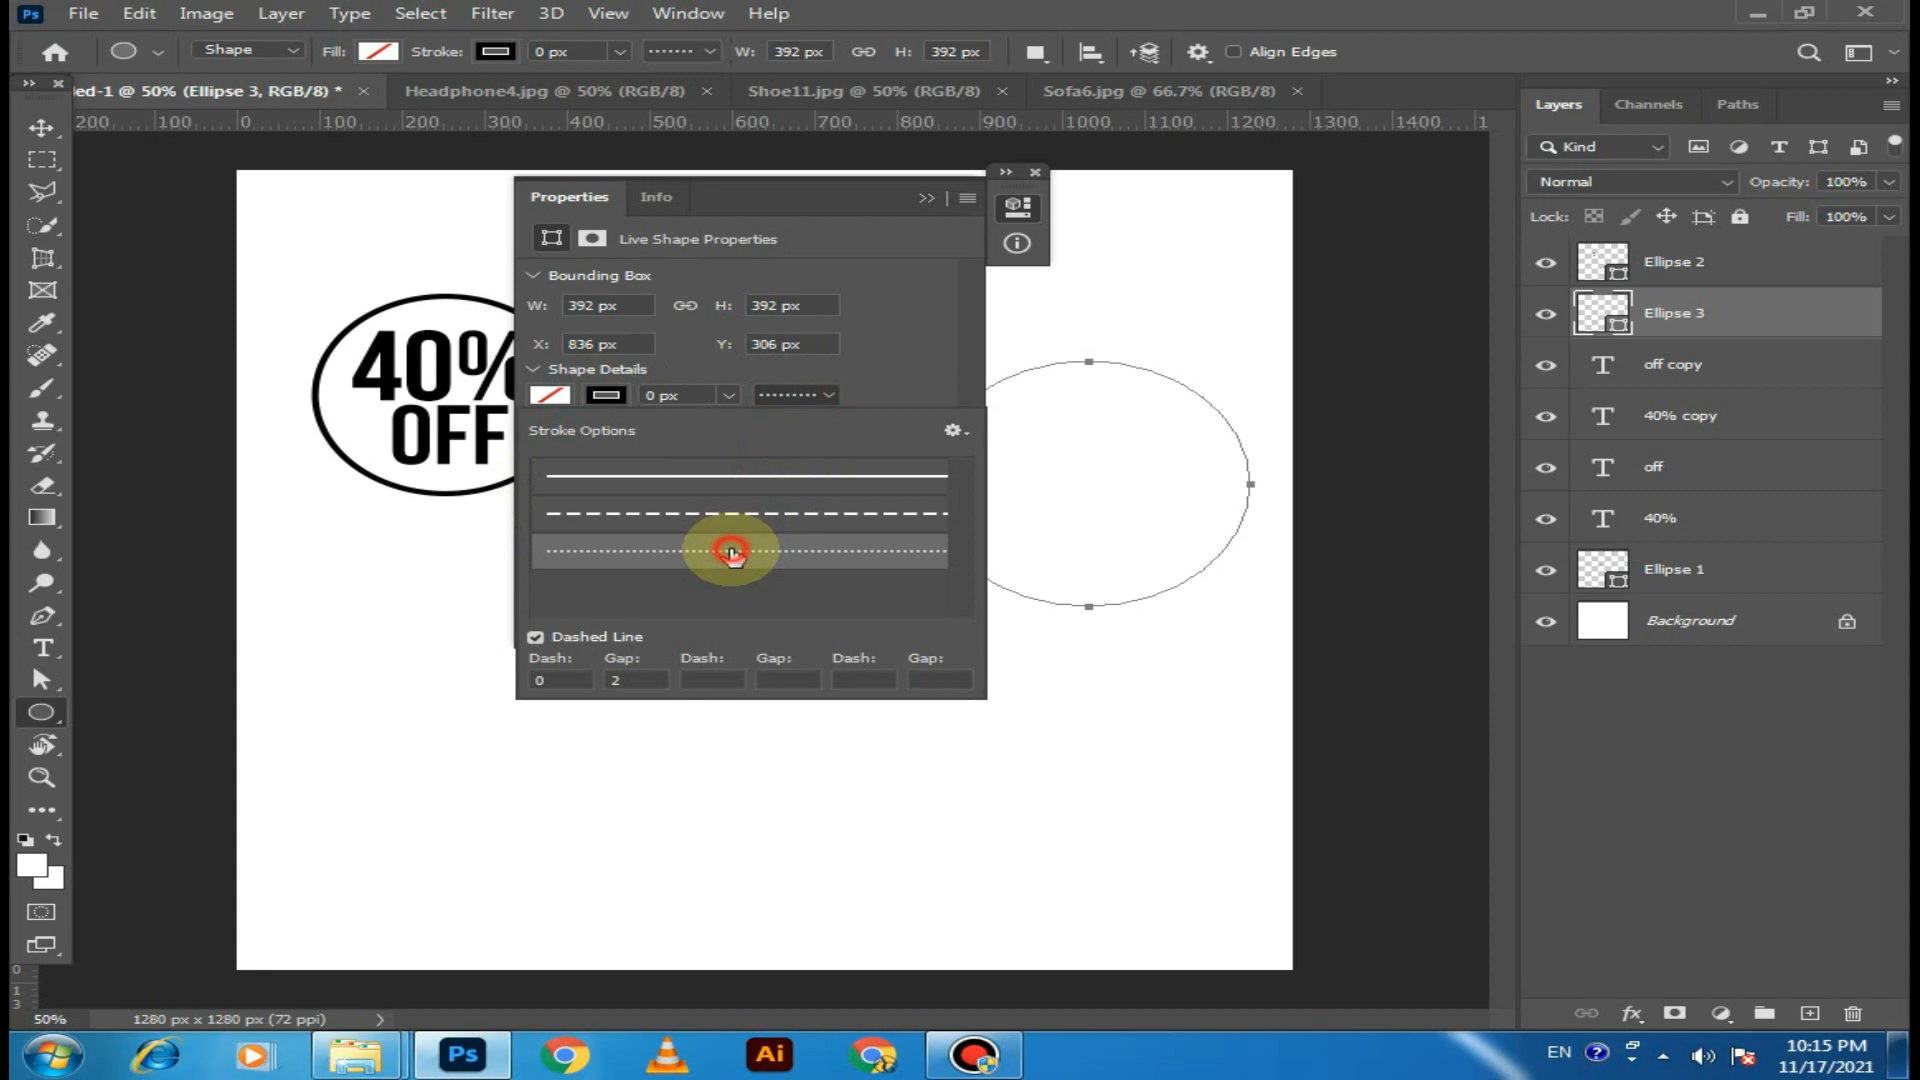 Ps File Edit Image Layer Type Select Filter 3D View Window Help
Shape Fill: Stroke: 0 px W: 392 px H: 392 px Align Edges
led-1 @ 50% (Ellipse 3, RGB/8) * Headphone4.jpg @ 50% (RGB/8) Shoe11.jpg @ 50% (RGB/8) Sofa6.jpg @ 66.7% (RGB/8)
200 100 0 100 200 300 400 500 600 700 800 900 1000 1100 1200 1300 1400 1
Properties Info
Live Shape Properties
Bounding Box
W: 392 px H: 392 px
X: 836 px Y: 306 px
Shape Details
0 px
Stroke Options
Dashed Line
Dash: Gap: Dash: Gap: Dash: Gap:
0 2
40%
OFF
Layers Channels Paths
Kind
Normal Opacity: 100%
Lock: Fill: 100%
Ellipse 2
Ellipse 3
off copy
40% copy
off
40%
Ellipse 1
Background
0
1
3
50% 1280 px x 1280 px (72 ppi)
Ps Ai EN 10:15 PM
11/17/2021